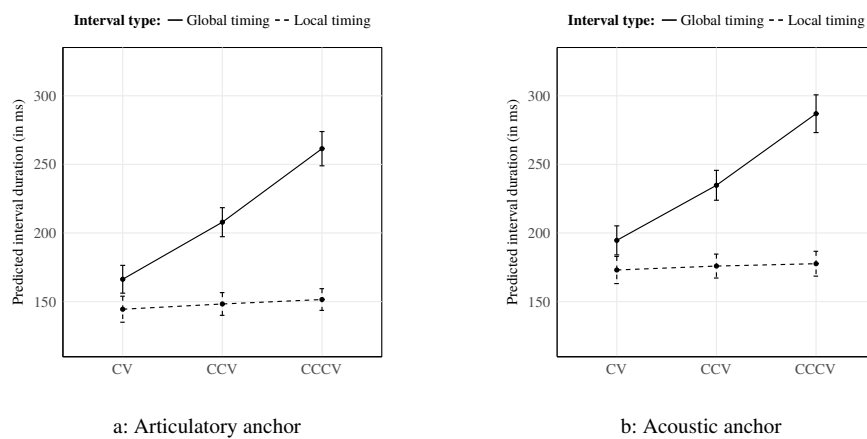 Interval type: Global timing Local timing
Predicted interval duration (in ms)
300
250
200
150
CV CCV CCCV
a: Articulatory anchor
Interval type: Global timing Local timing
Predicted interval duration (in ms)
300
250
200
150
CV CCV CCCV
b: Acoustic anchor